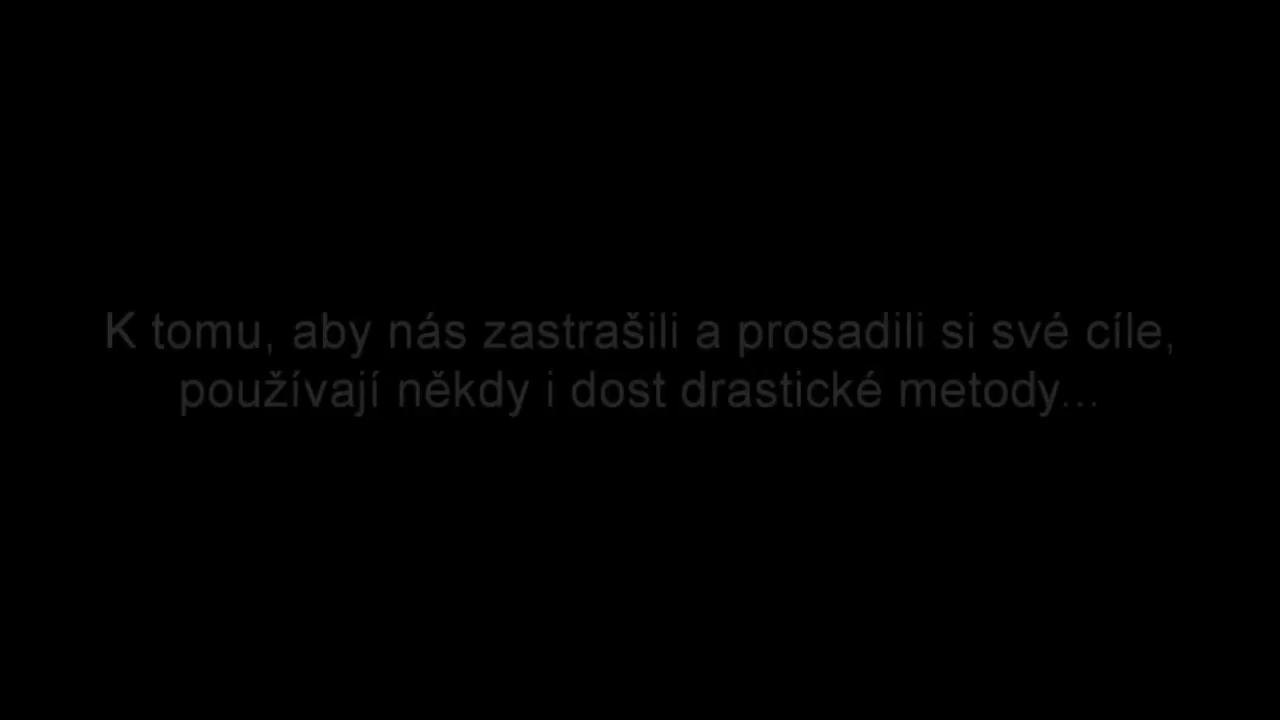 K tomu, aby nás zastrašili a prosadili si své cíle,
používají někdy i dost drastické metody...